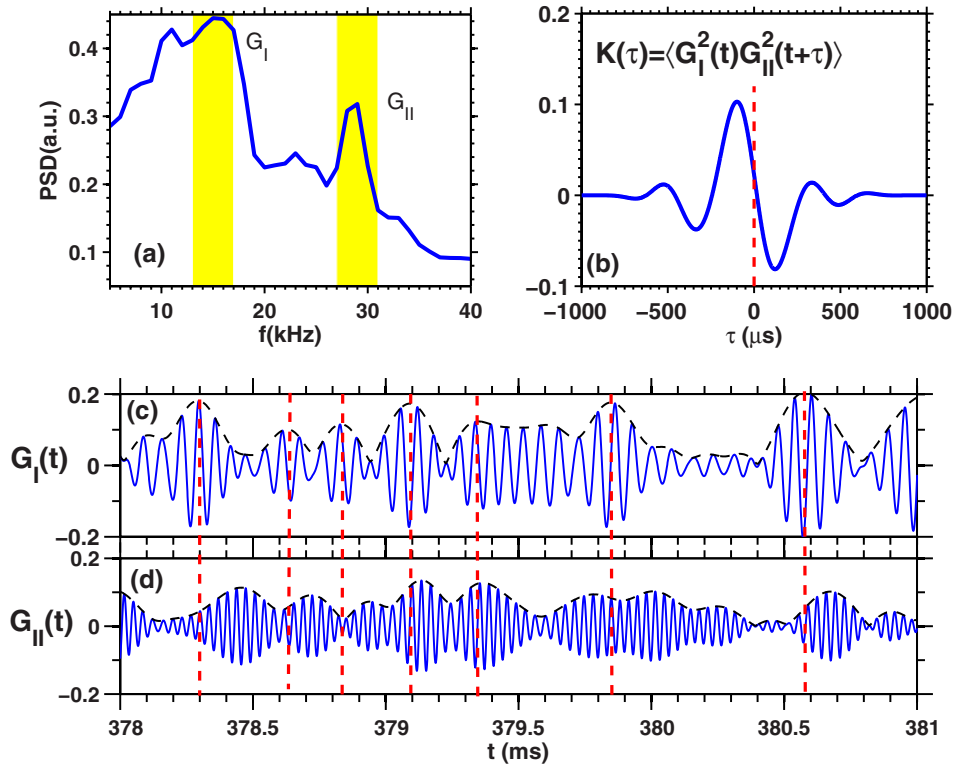 PSD(a.u.)
0.4
0.3
0.2
0.1
G_I
G_II
(a)
10 20 30 40
f(kHz)
0.2
0.1
0
−0.1
K(τ)=⟨G_I^2(t)G_II^2(t+τ)⟩
(b)
−1000 −500 0 500 1000
τ (μs)
G_I(t)
0.2
0
−0.2
(c)
G_II(t)
0.2
0
−0.2
(d)
378 378.5 379 379.5 380 380.5 381
t (ms)